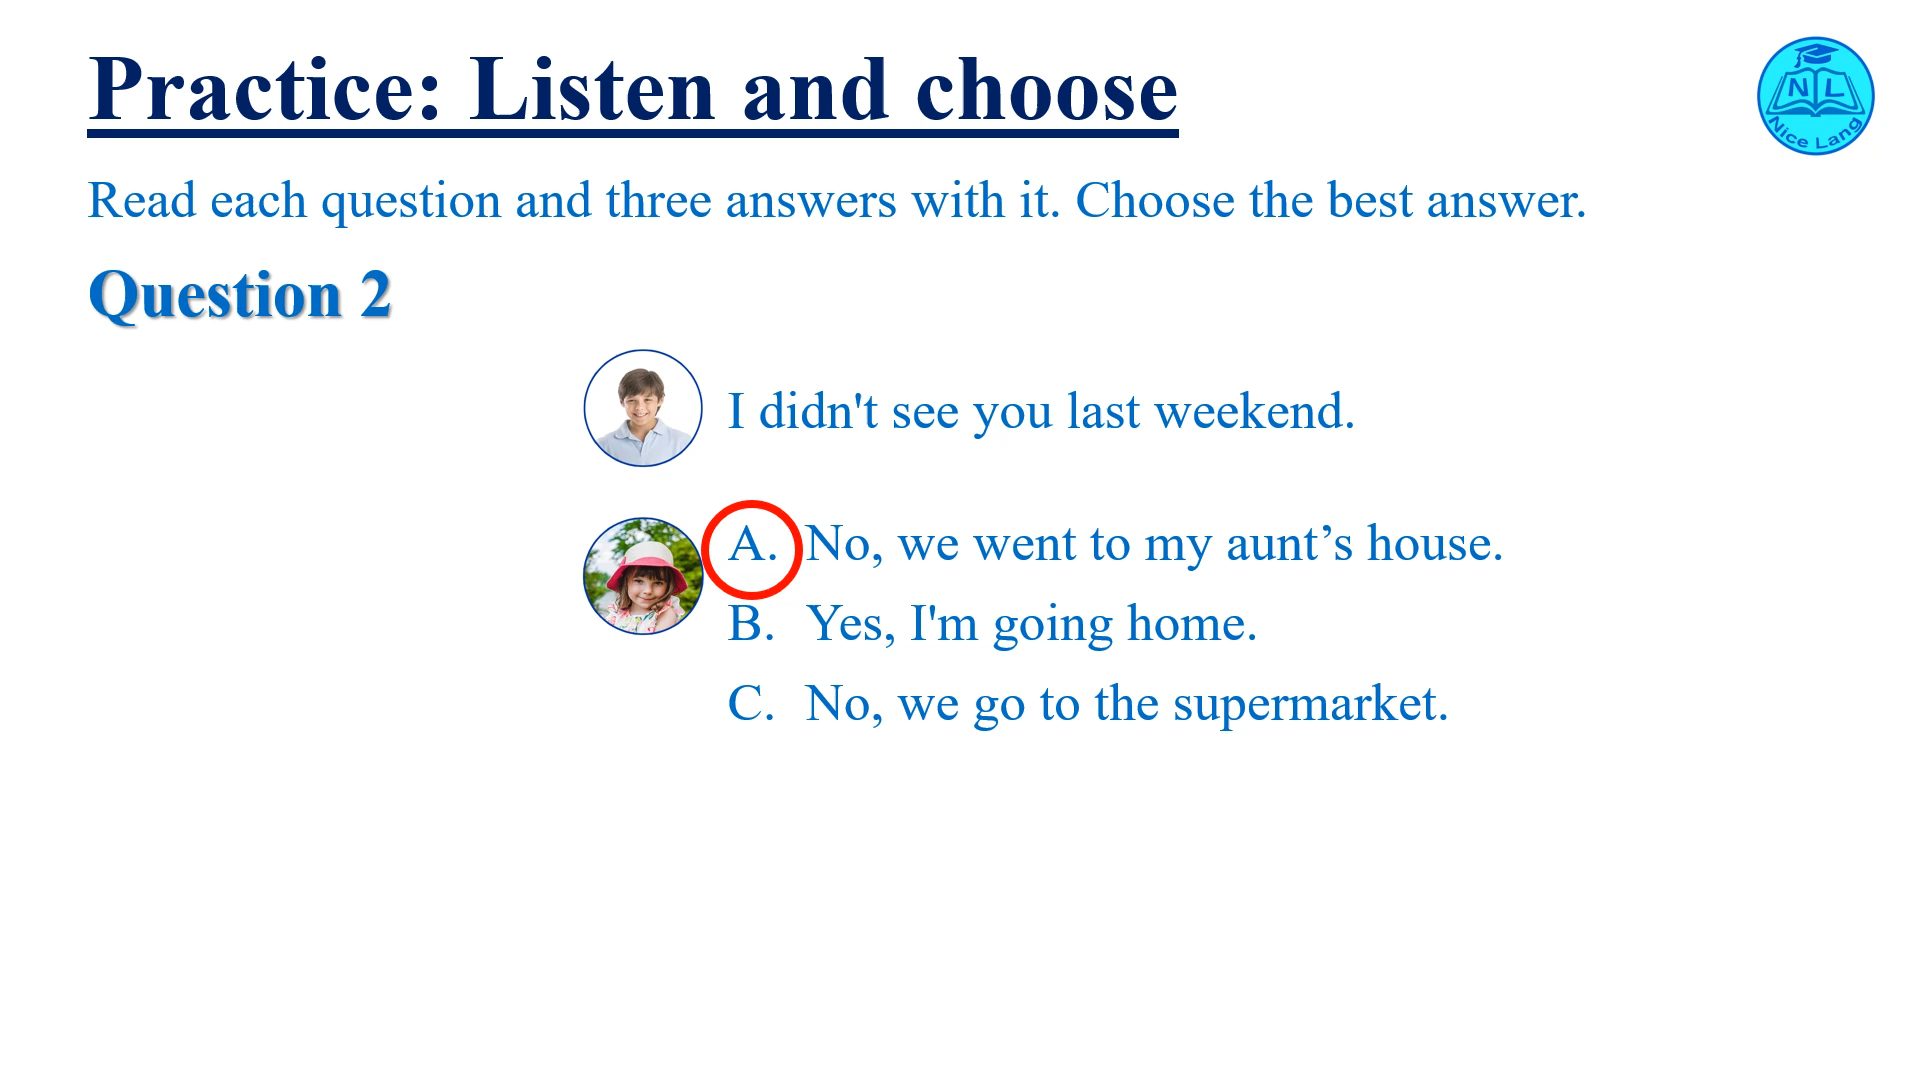 Practice: Listen and choose
N L
Nice Lang
Read each question and three answers with it. Choose the best answer.
Question 2
I didn't see you last weekend.
A. No, we went to my aunt’s house.
B. Yes, I'm going home.
C. No, we go to the supermarket.